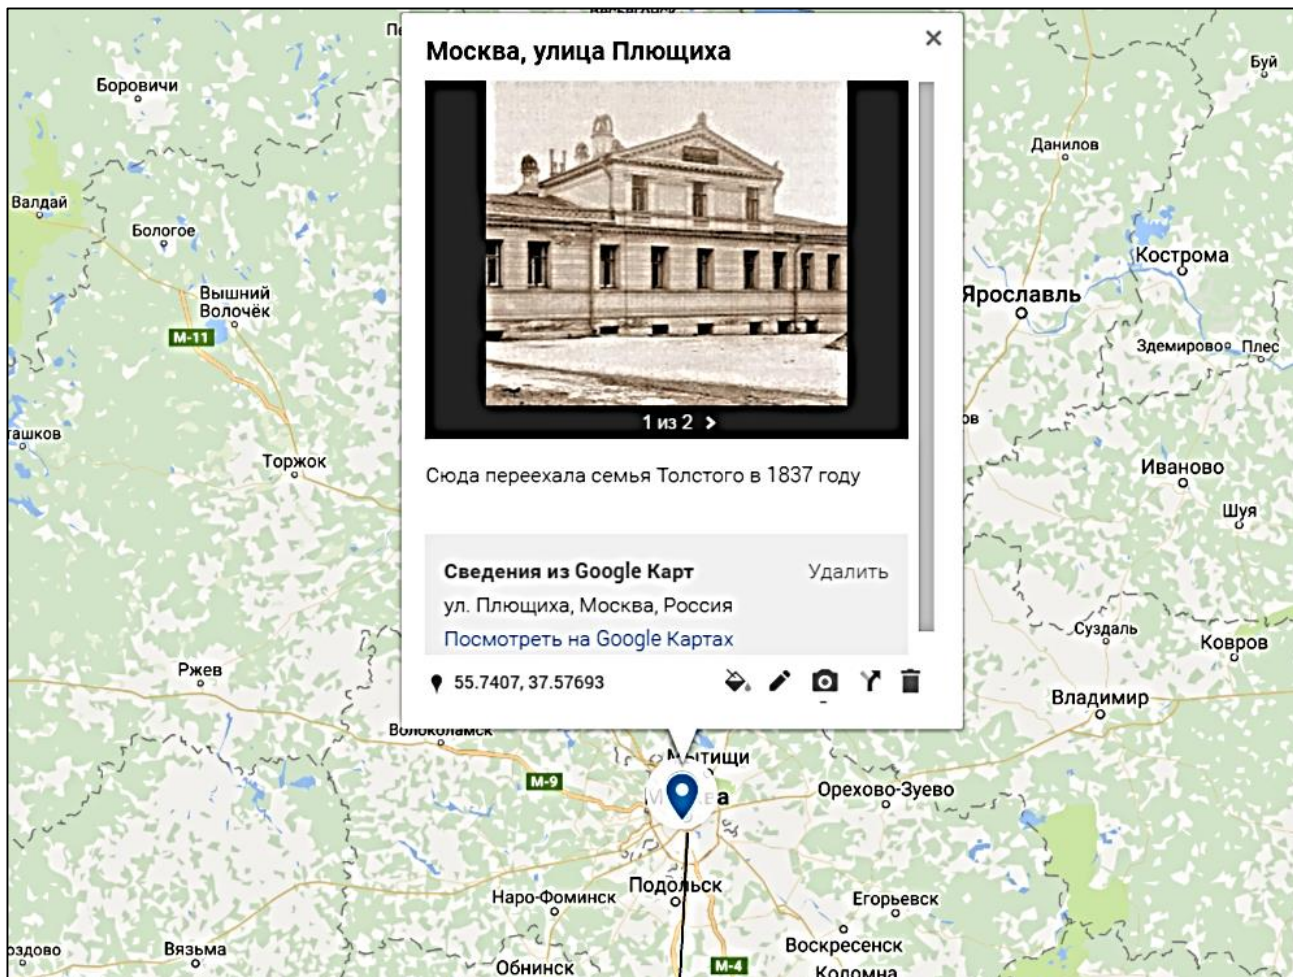 Москва, улица Плющиха
1 из 2
Сюда переехала семья Толстого в 1837 году
Сведения из Google Карт
Удалить
ул. Плющиха, Москва, Россия
Посмотреть на Google Картах
55.7407, 37.57693
Боровичи
Валдай
Бологое
Вышний
Волочёк
М-11
Торжок
Ржев
Волоколамск
М-9
Мытищи
Подольск
Наро-Фоминск
Вязьма
Обнинск
М-4
Буй
Данилов
Кострома
Ярославль
Здемирово
Плес
Иваново
Шуя
Суздаль
Ковров
Владимир
Орехово-Зуево
Егорьевск
Воскресенск
Коломна